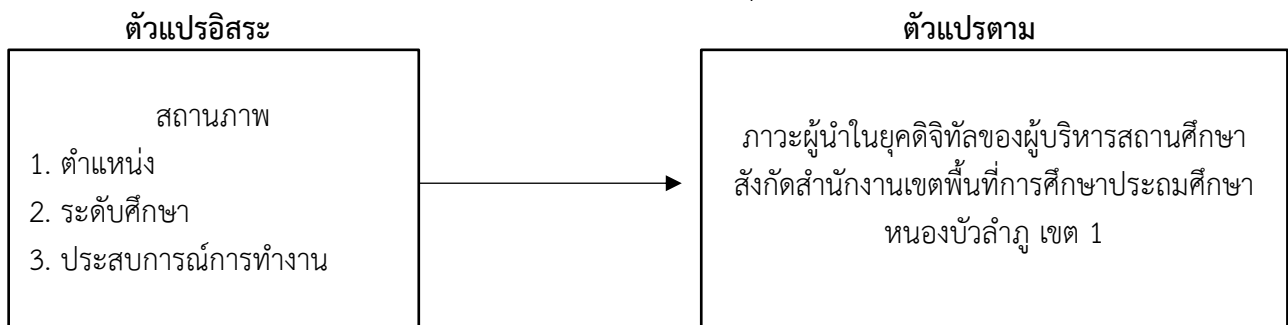 ตัวแปรอิสระ
สถานภาพ
1. ตำแหน่ง
2. ระดับศึกษา
3. ประสบการณ์การทำงาน
ตัวแปรตาม
ภาวะผู้นำในยุคดิจิทัลของผู้บริหารสถานศึกษา
สังกัดสำนักงานเขตพื้นที่การศึกษาประถมศึกษา
หนองบัวลำภู เขต 1